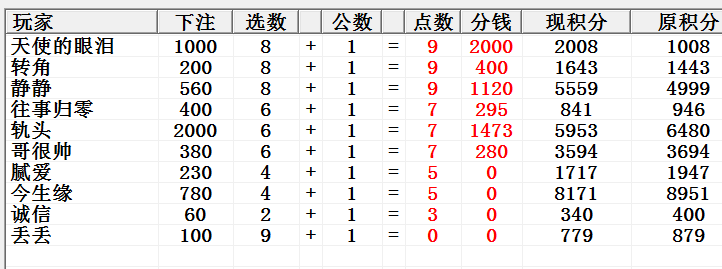 玩家 下注 选数 公数 点数 分钱 现积分 原积分
天使的眼泪 1000 8 + 1 = 9 2000 2008 1008
转角 200 8 + 1 = 9 400 1643 1443
静静 560 8 + 1 = 9 1120 5559 4999
往事归零 400 6 + 1 = 7 295 841 946
轨头 2000 6 + 1 = 7 1473 5953 6480
哥很帅 380 6 + 1 = 7 280 3594 3694
腻爱 230 4 + 1 = 5 0 1717 1947
今生缘 780 4 + 1 = 5 0 8171 8951
诚信 60 2 + 1 = 3 0 340 400
丢丢 100 9 + 1 = 0 0 779 879